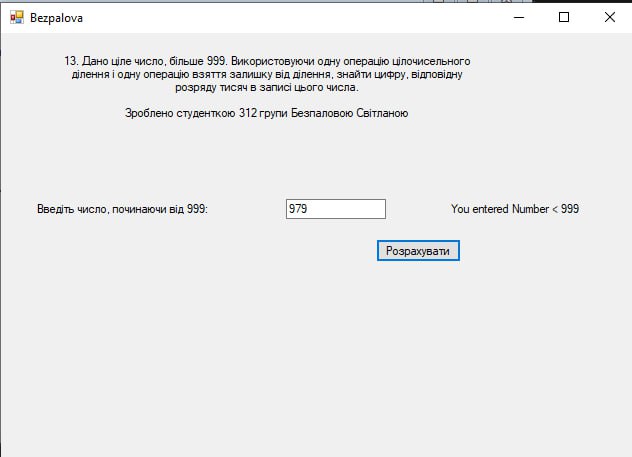 Bezpalova
13. Дано ціле число, більше 999. Використовуючи одну операцію цілочисельного
ділення і одну операцію взяття залишку від ділення, знайти цифру, відповідну
розряду тисяч в записі цього числа.
Зроблено студенткою 312 групи Безпаловою Світланою
Введіть число, починаючи від 999:
979
You entered Number < 999
Розрахувати